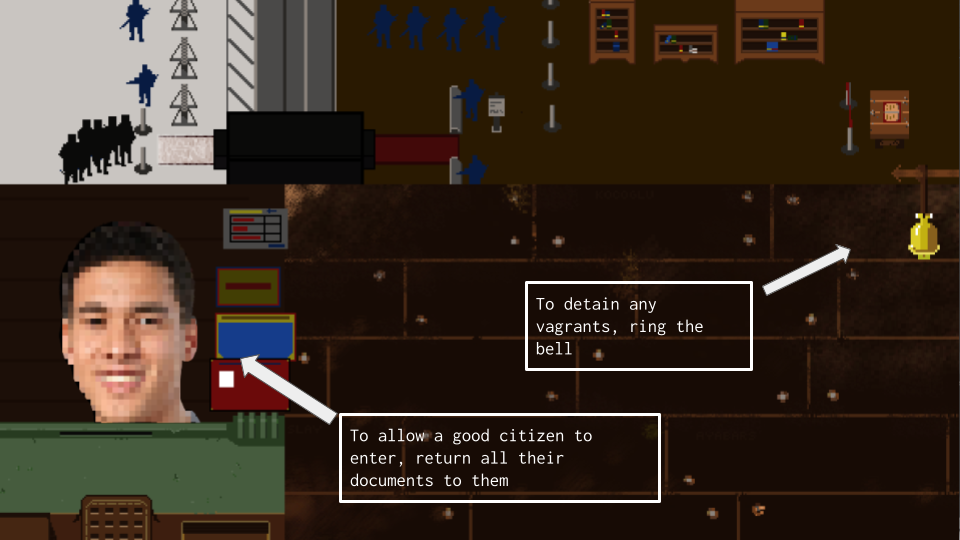 To detain any
vagrants, ring the
bell
To allow a good citizen to
enter, return all their
documents to them